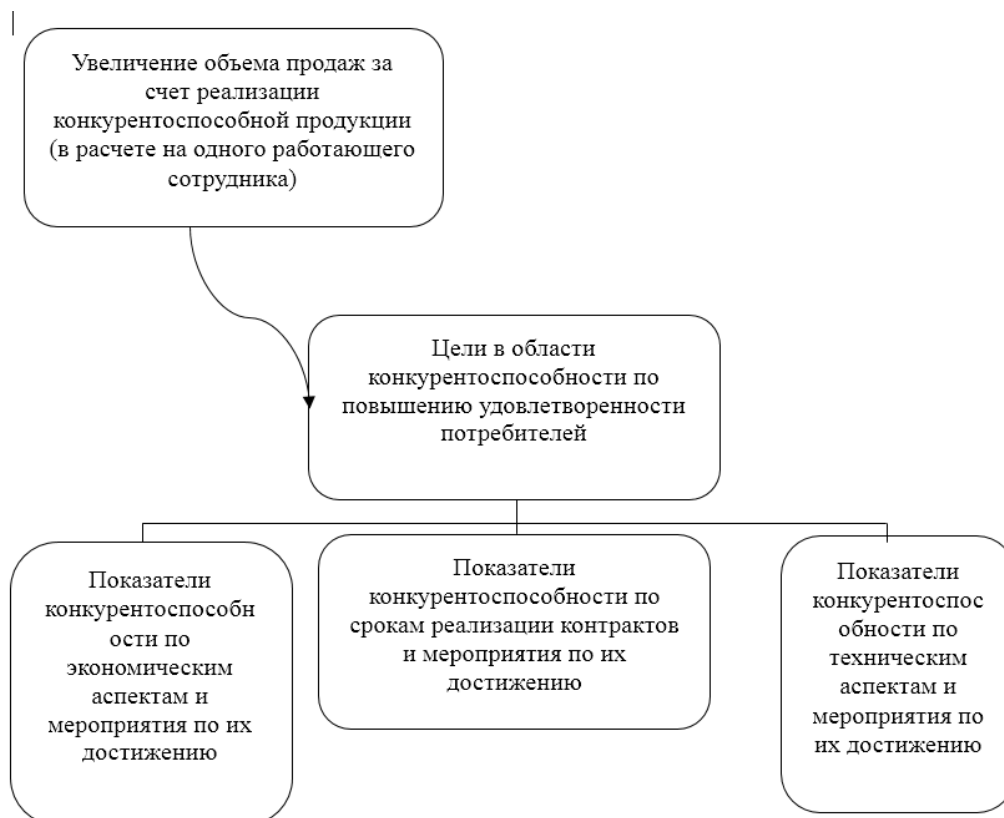 Увеличение объема продаж за
счет реализации
конкурентоспособной продукции
(в расчете на одного работающего
сотрудника)
Цели в области
конкурентоспособности по
повышению удовлетворенности
потребителей
Показатели
конкурентоспособн
ости по
экономическим
аспектам и
мероприятия по их
достижению
Показатели
конкурентоспособности по
срокам реализации контрактов
и мероприятия по их
достижению
Показатели
конкурентоспос
обности по
техническим
аспектам и
мероприятия по
их достижению